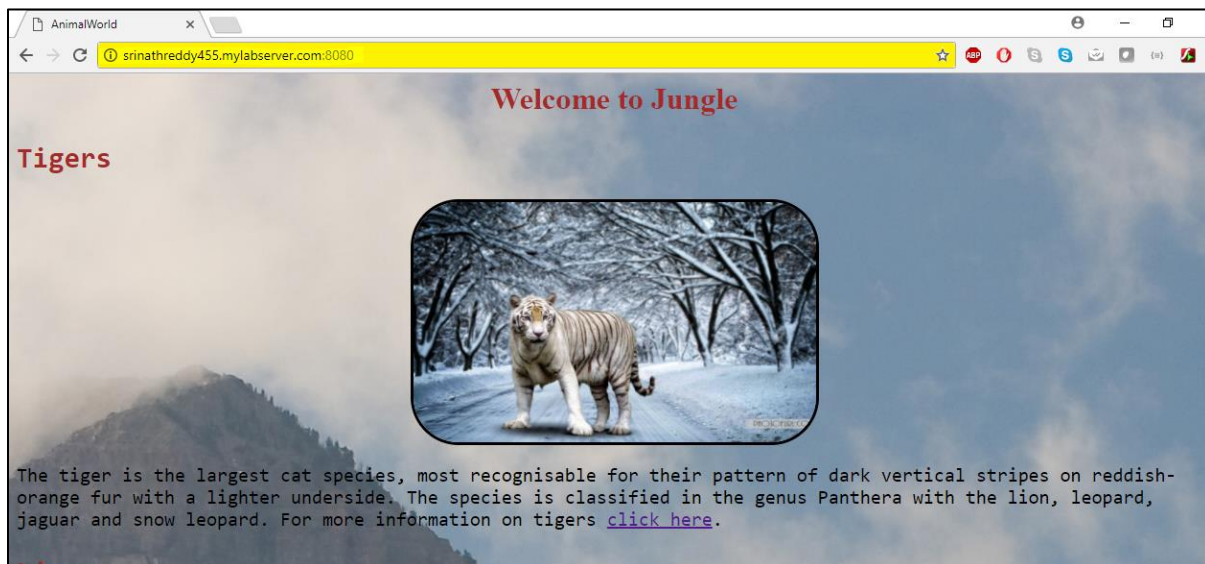 AnimalWorld
srinathreddy455.mylabserver.com:8080
ABP
Welcome to Jungle
Tigers
The tiger is the largest cat species, most recognisable for their pattern of dark vertical stripes on reddish-
orange fur with a lighter underside. The species is classified in the genus Panthera with the lion, leopard,
jaguar and snow leopard. For more information on tigers click here.